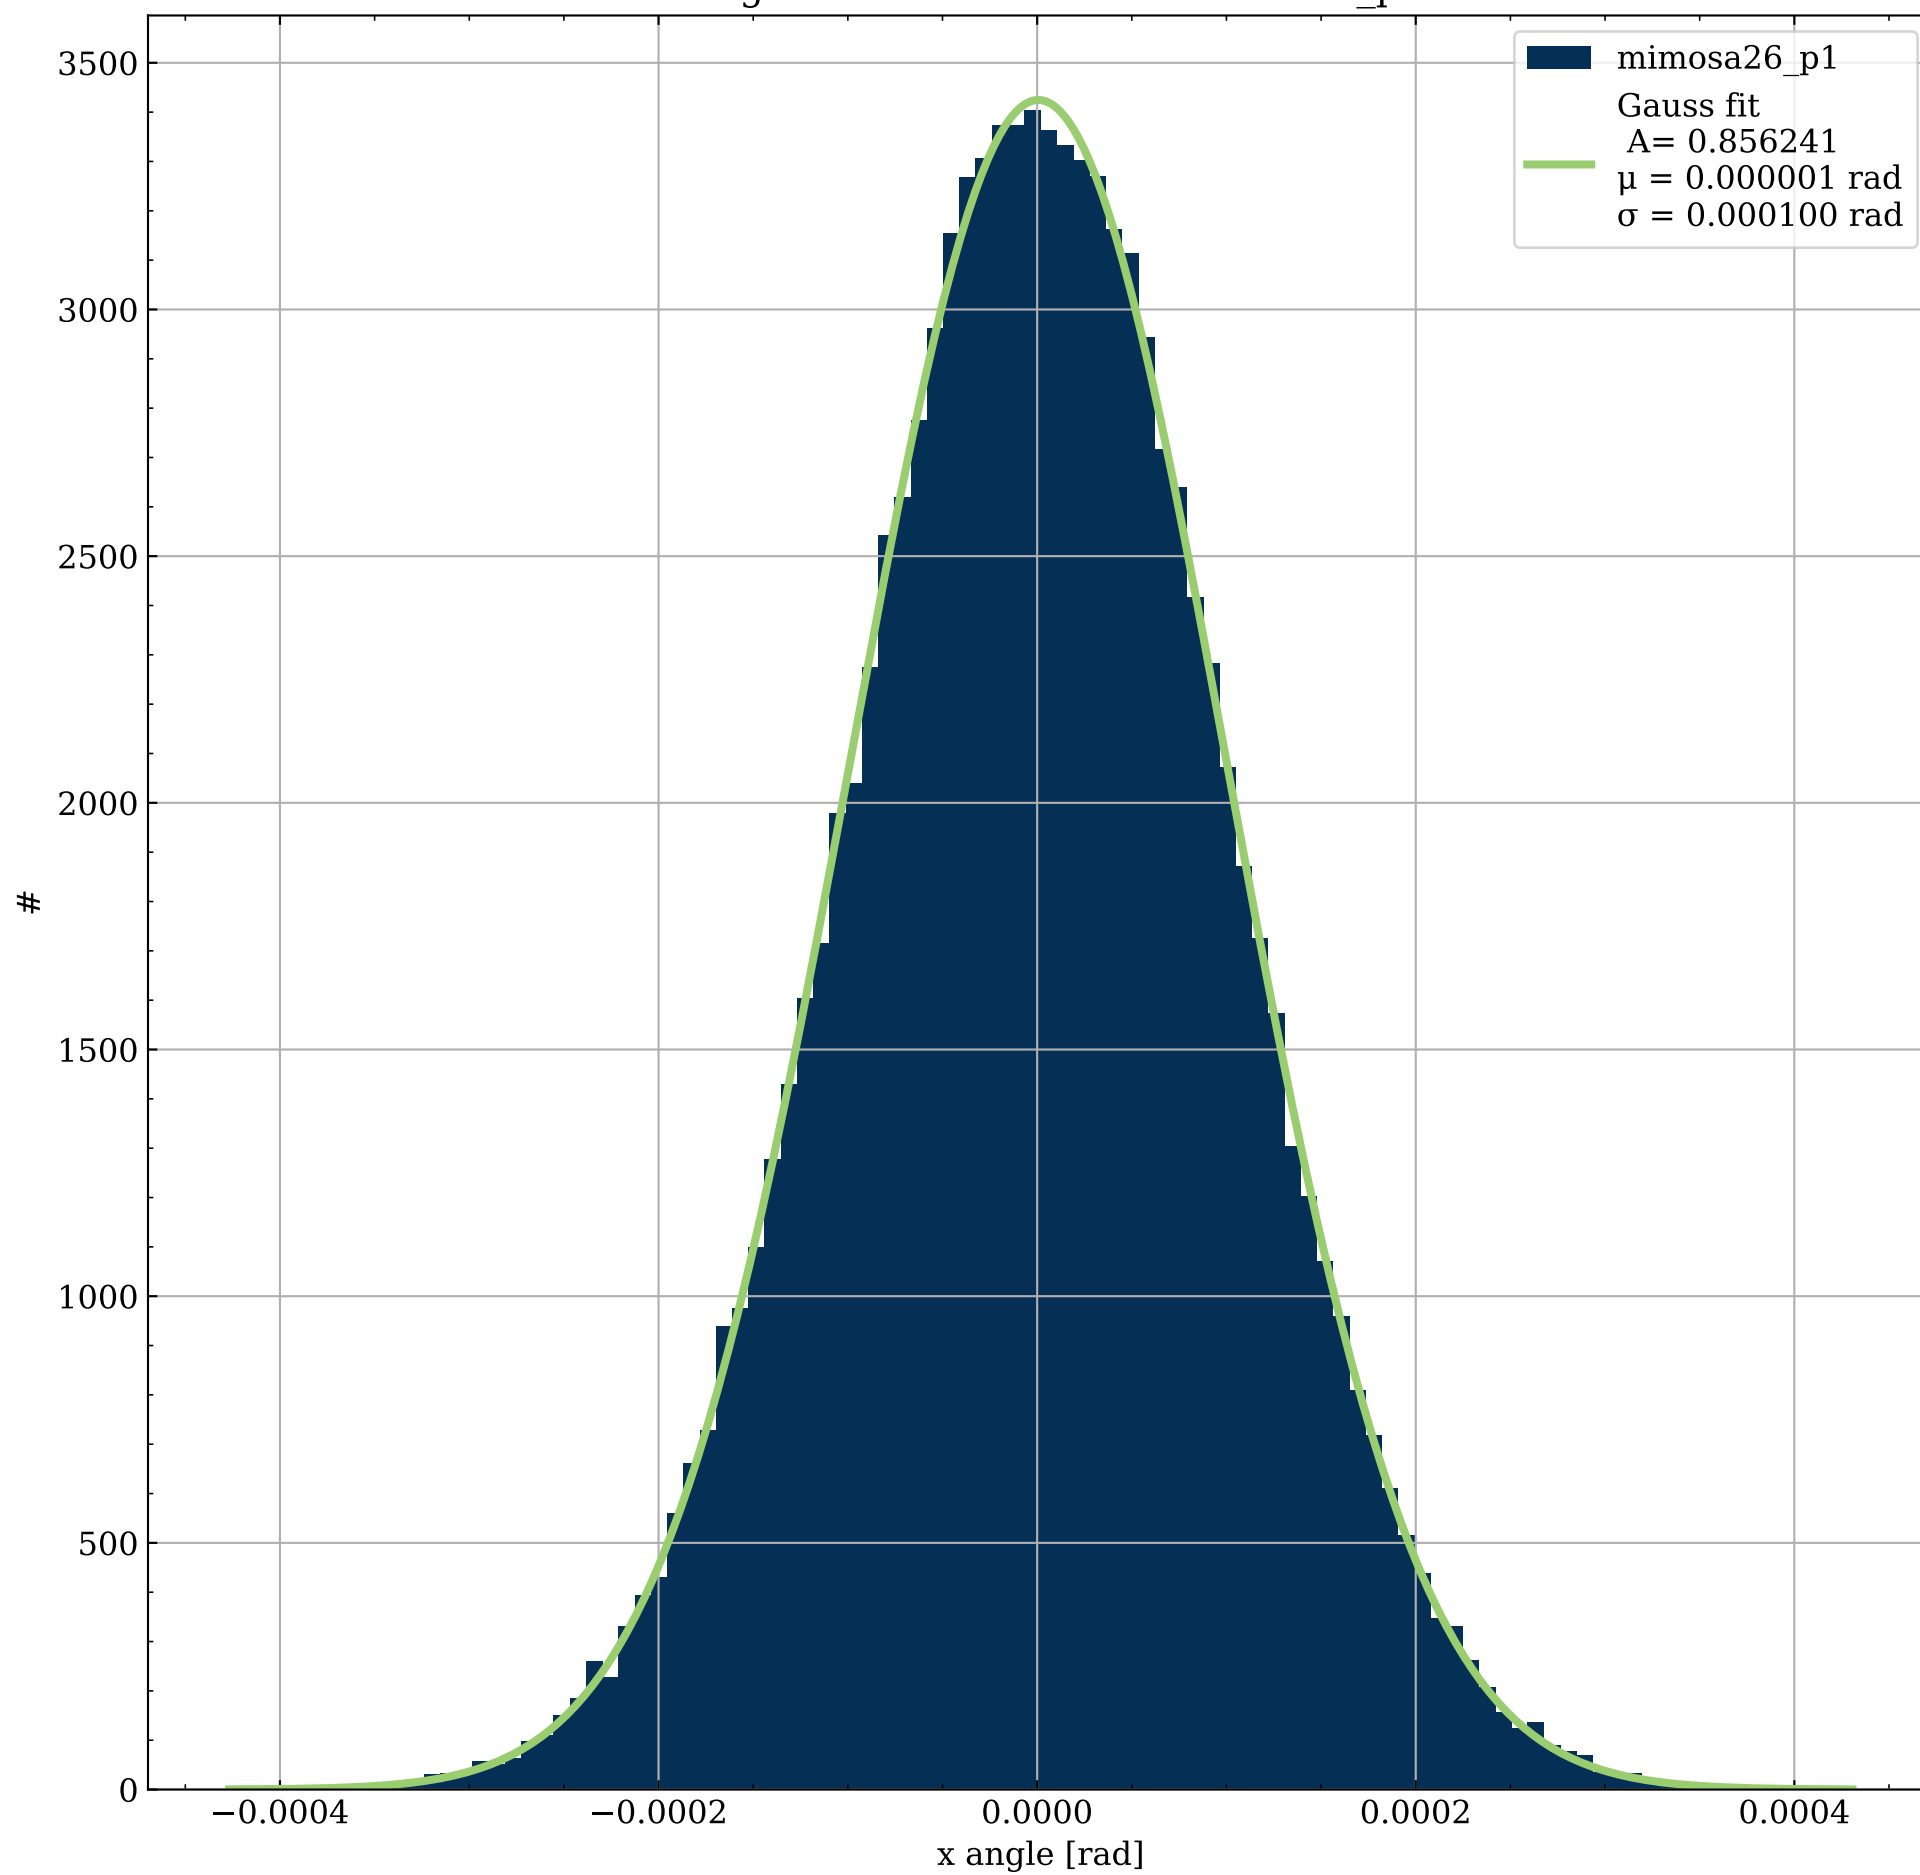 3500
3000
2500
2000
1500
1000
500
0
#
mimosa26_p1
Gauss fit
A= 0.856241
μ = 0.000001 rad
σ = 0.000100 rad
−0.0004 −0.0002 0.0000 0.0002 0.0004
x angle [rad]